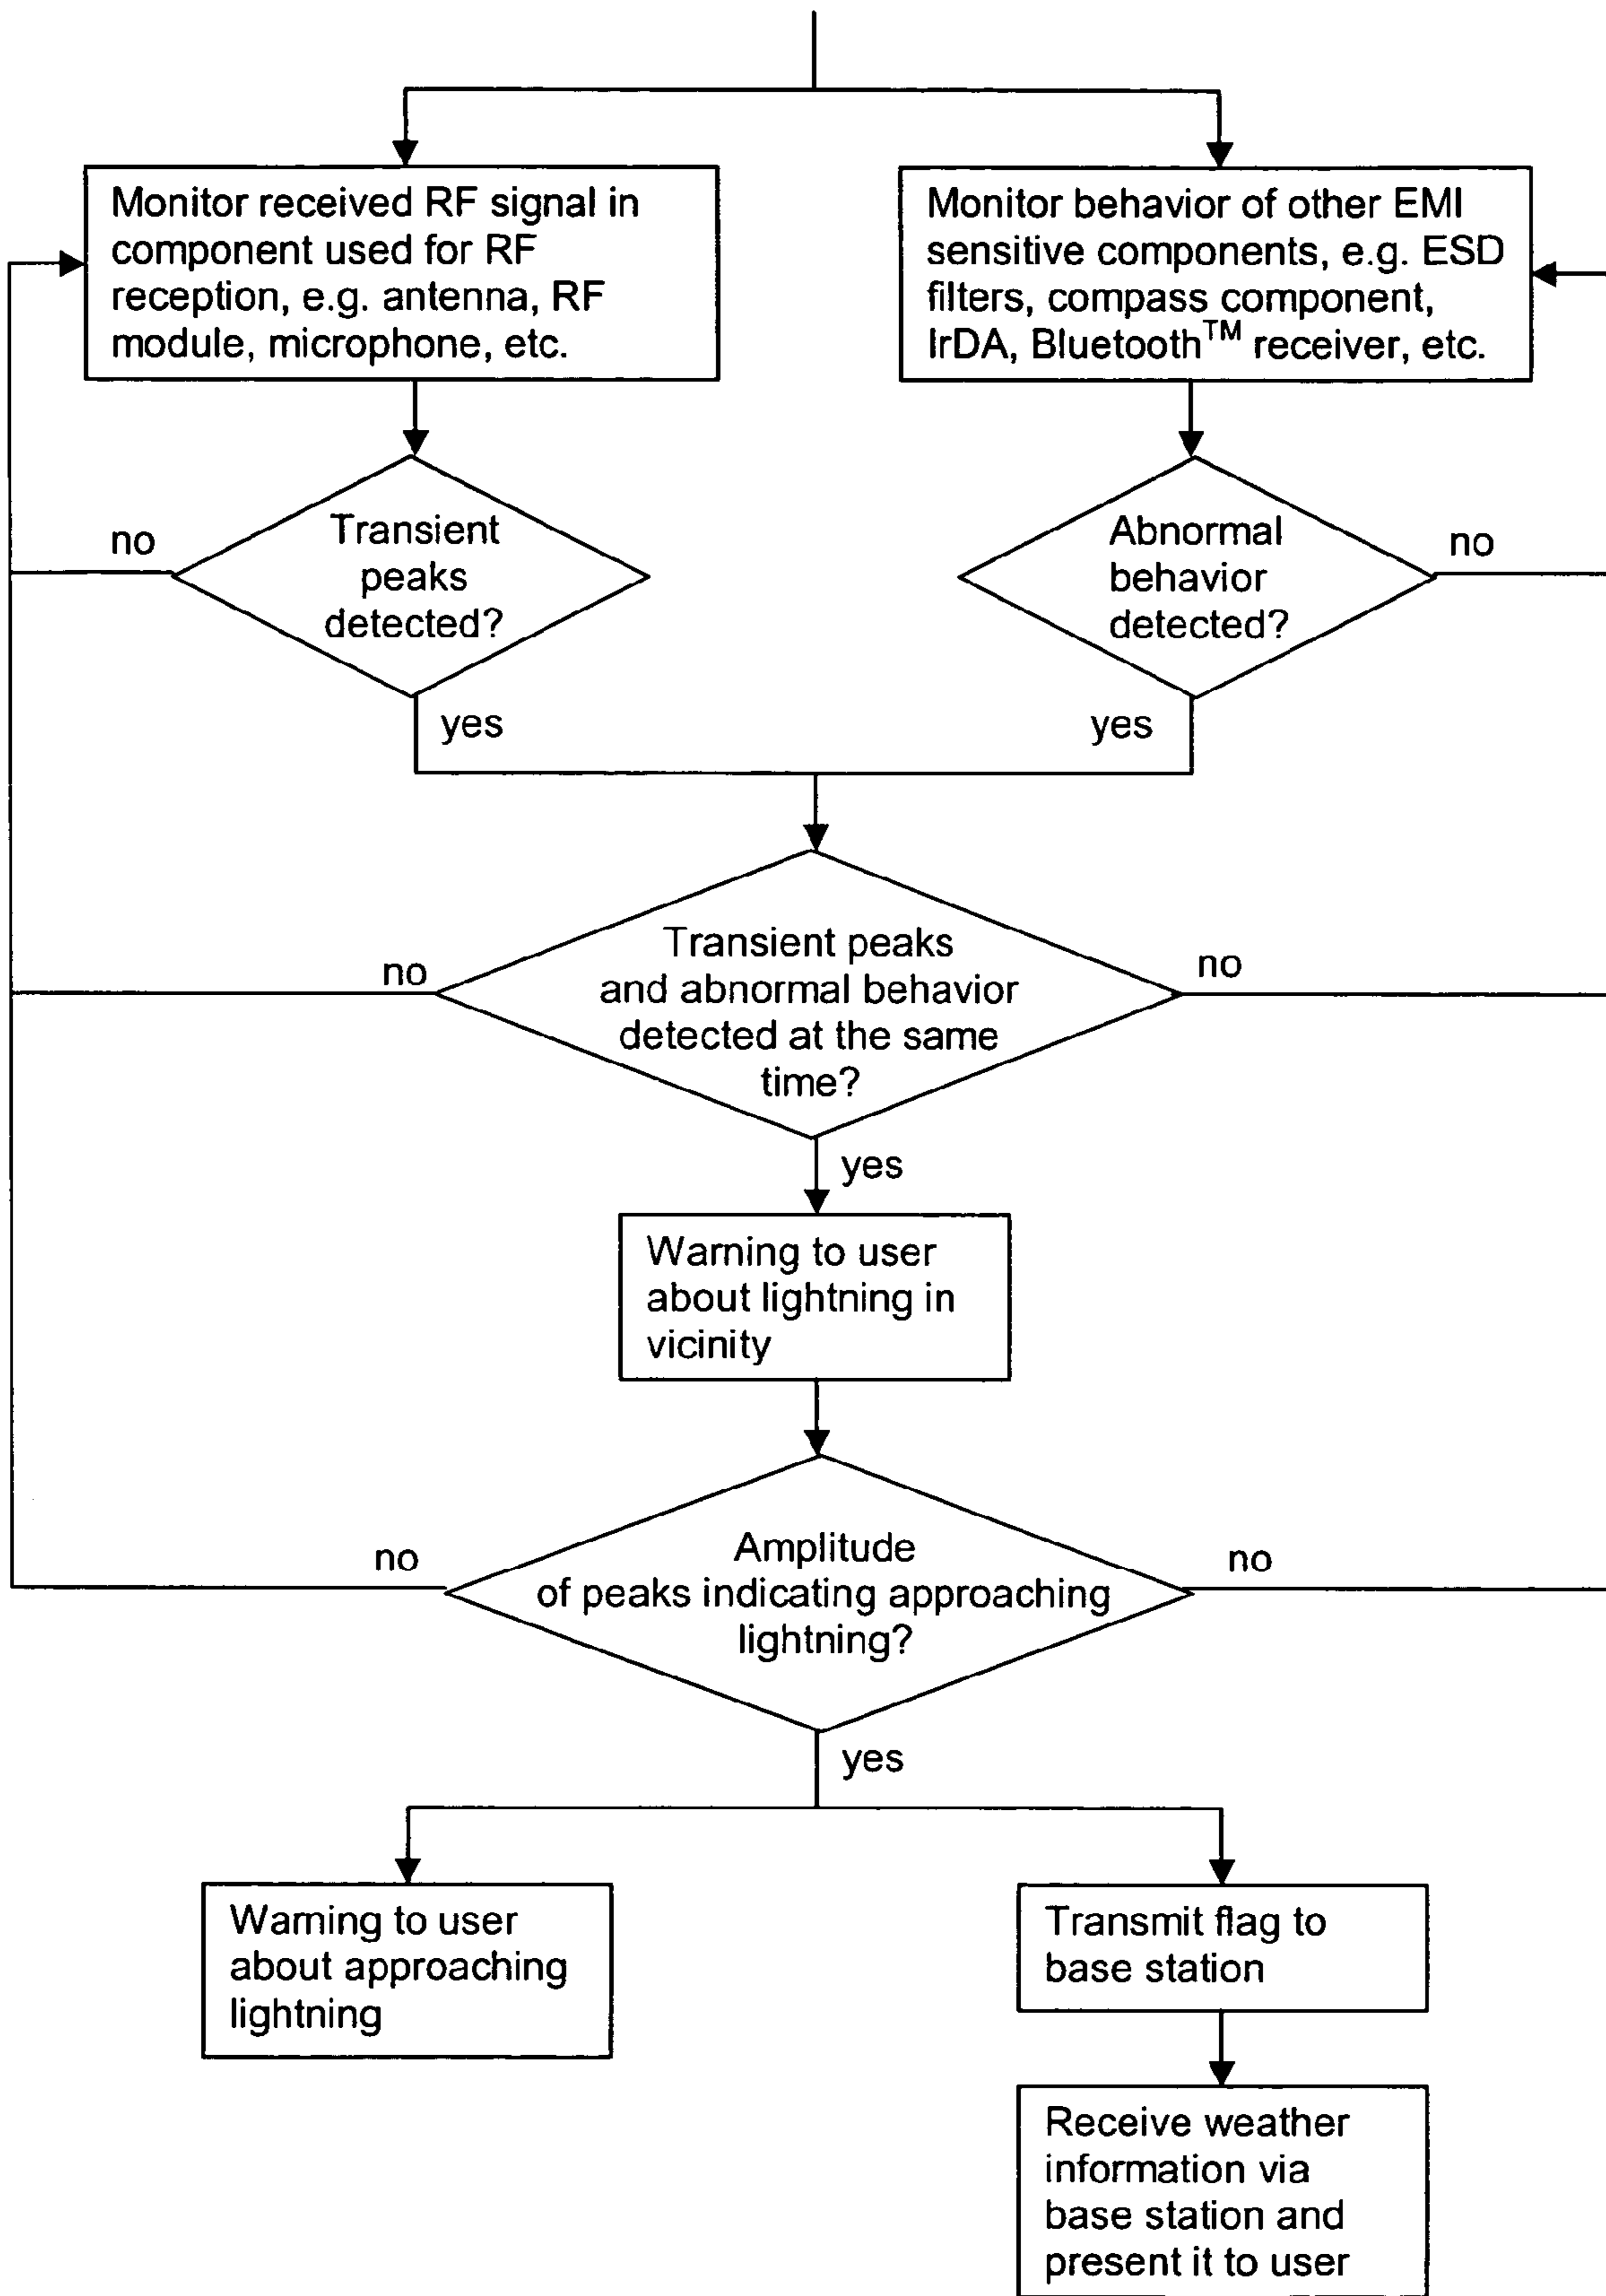 Monitor received RF signal in
component used for RF
reception, e.g. antenna, RF
module, microphone, etc.
Monitor behavior of other EMI
sensitive components, e.g. ESD
filters, compass component,
IrDA, Bluetooth™ receiver, etc.
no
Transient
peaks
detected?
Abnormal
behavior
detected?
no
yes
yes
no
Transient peaks
and abnormal behavior
detected at the same
time?
no
yes
Warning to user
about lightning in
vicinity
no
Amplitude
of peaks indicating approaching
lightning?
no
yes
Warning to user
about approaching
lightning
Transmit flag to
base station
Receive weather
information via
base station and
present it to user